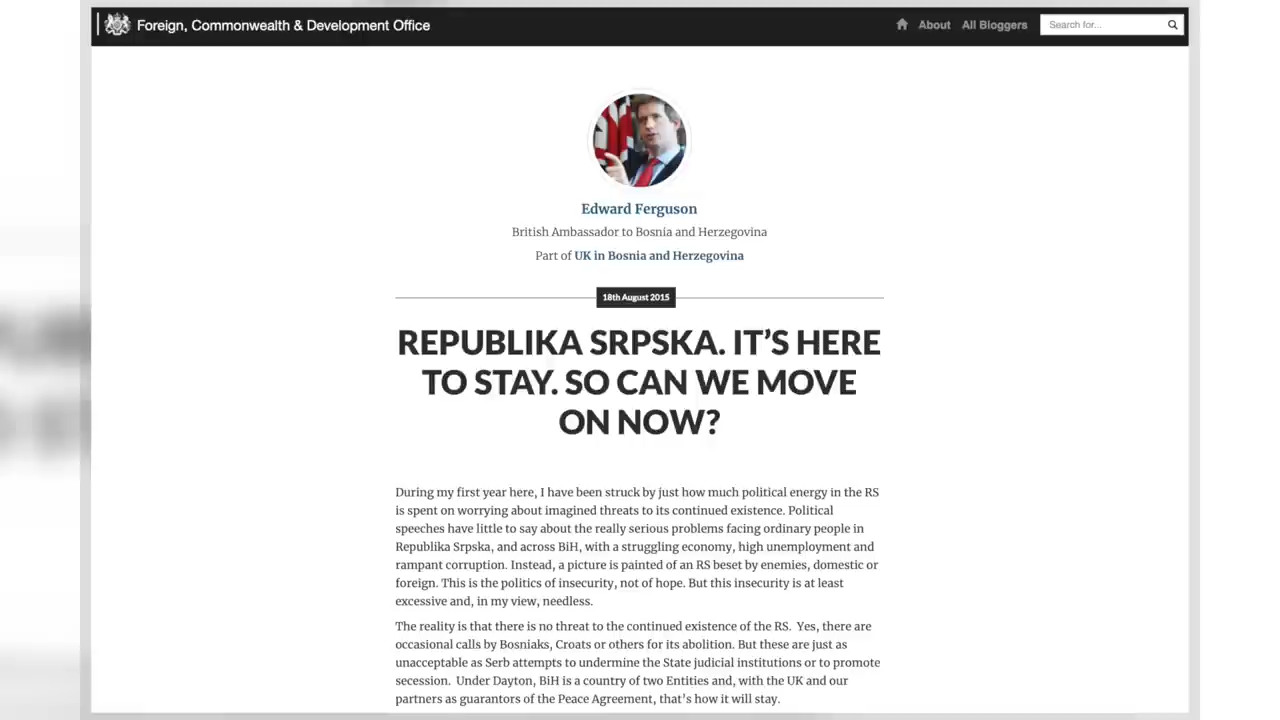 Foreign, Commonwealth & Development Office
About
All Bloggers
Search for...
Edward Ferguson
British Ambassador to Bosnia and Herzegovina
Part of UK in Bosnia and Herzegovina
18th August 2015
REPUBLIKA SRPSKA. IT’S HERE
TO STAY. SO CAN WE MOVE
ON NOW?
During my first year here, I have been struck by just how much political energy in the RS
is spent on worrying about imagined threats to its continued existence. Political
speeches have little to say about the really serious problems facing ordinary people in
Republika Srpska, and across BiH, with a struggling economy, high unemployment and
rampant corruption. Instead, a picture is painted of an RS beset by enemies, domestic or
foreign. This is the politics of insecurity, not of hope. But this insecurity is at least
excessive and, in my view, needless.
The reality is that there is no threat to the continued existence of the RS.  Yes, there are
occasional calls by Bosniaks, Croats or others for its abolition. But these are just as
unacceptable as Serb attempts to undermine the State judicial institutions or to promote
secession.  Under Dayton, BiH is a country of two Entities and, with the UK and our
partners as guarantors of the Peace Agreement, that's how it will stay.